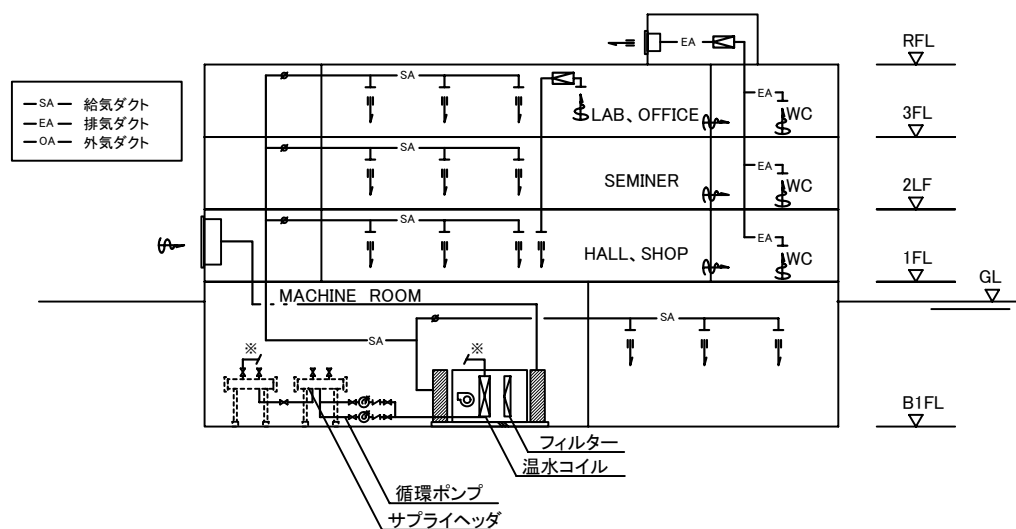 EA
RFL
SA 給気ダクト
EA 排気ダクト
OA 外気ダクト
SA
EA
LAB、OFFICE
WC
3FL
SA
EA
SEMINER
WC
2LF
SA
EA
HALL、SHOP
WC
1FL
GL
MACHINE ROOM
SA
SA
※
※
B1FL
フィルター
温水コイル
循環ポンプ
サプライヘッダ